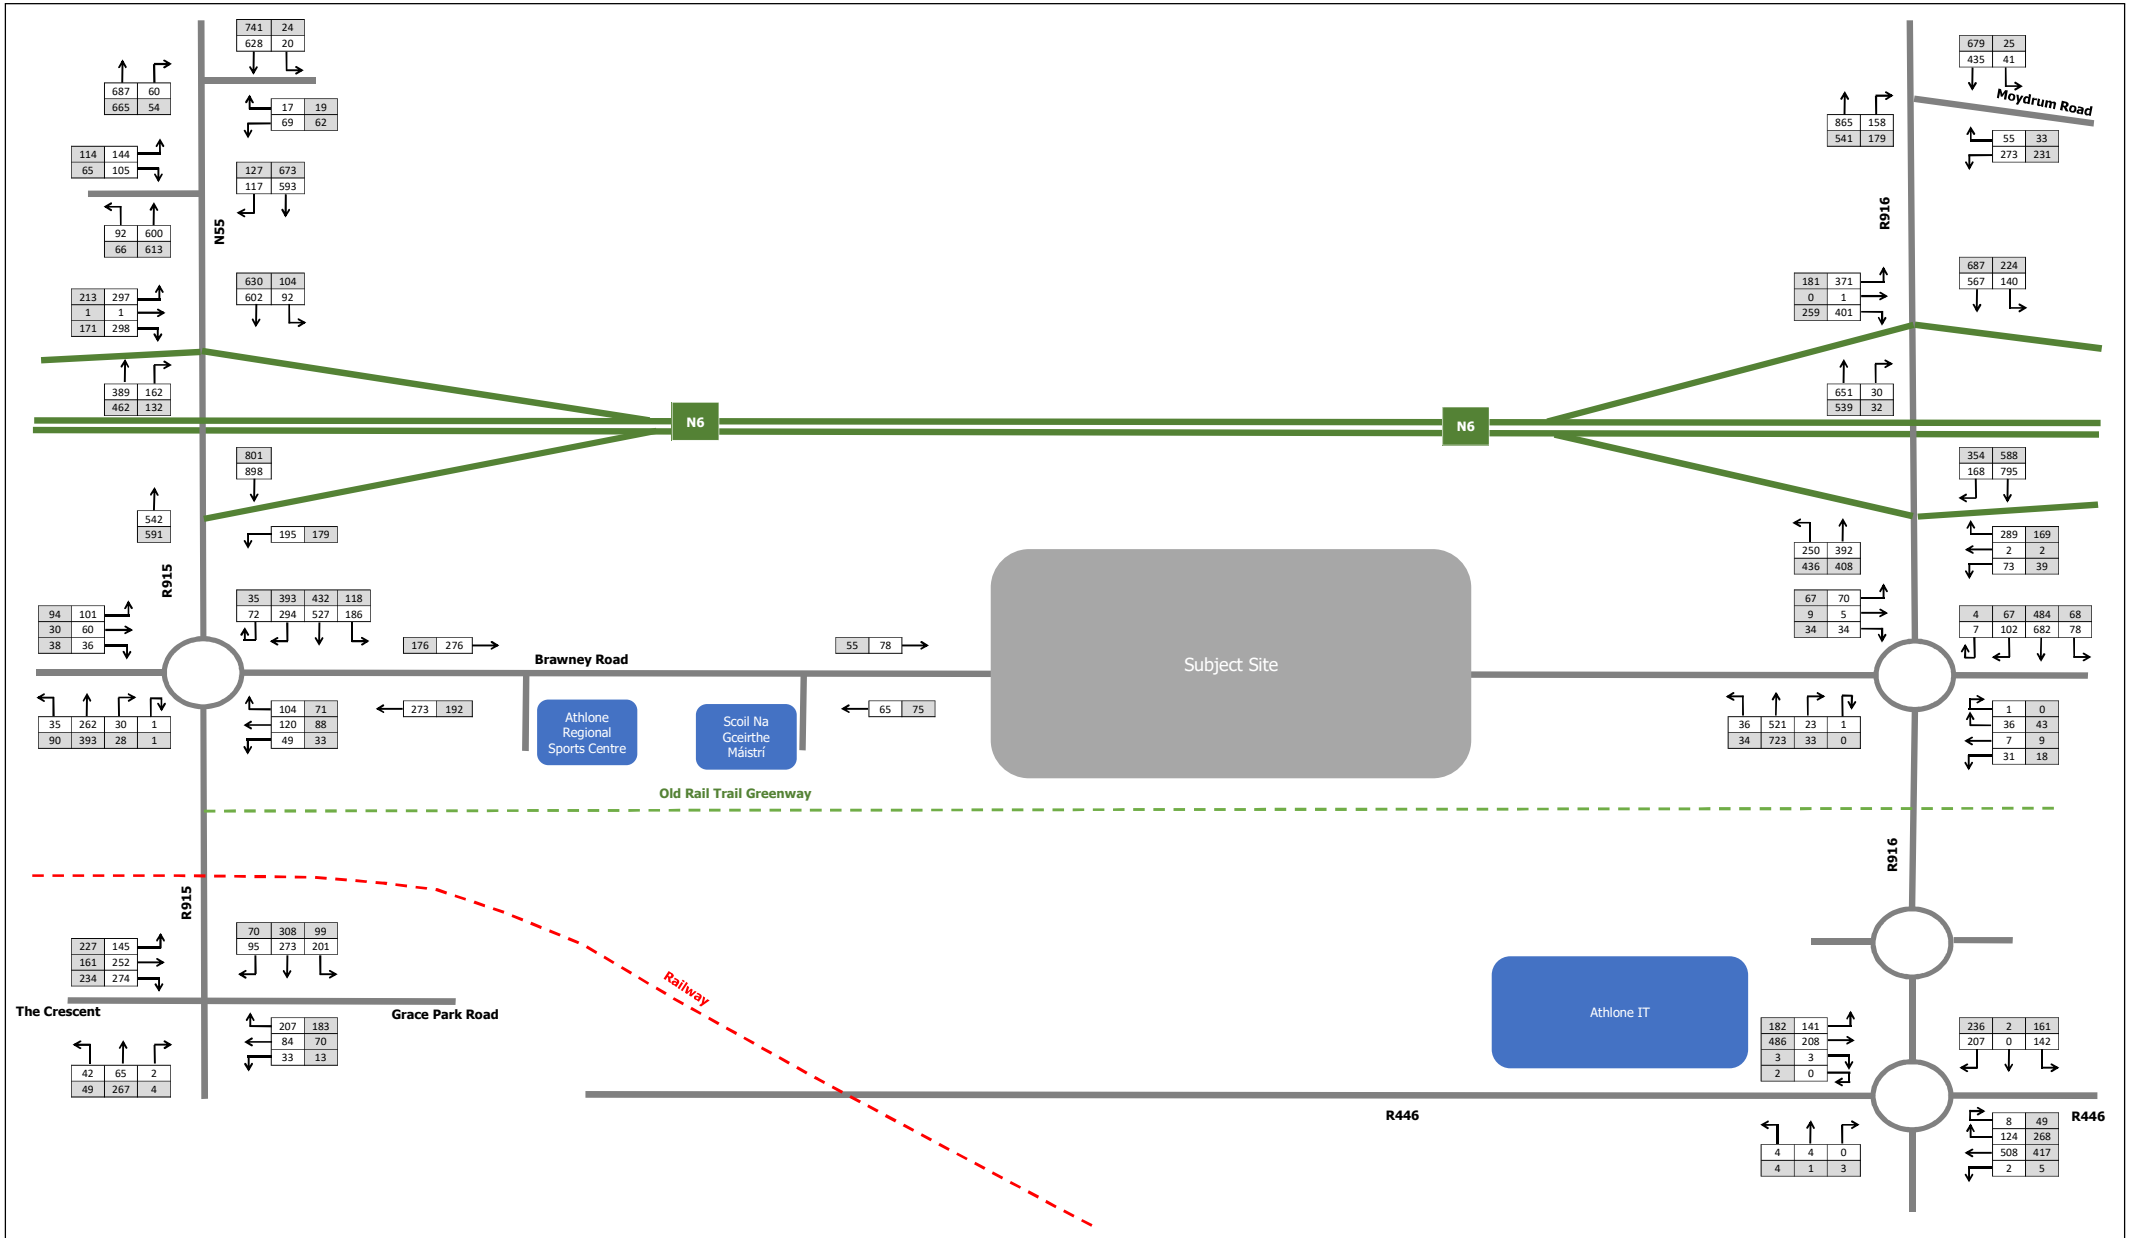 741 24
628 20
687 60
665 54
17 19
69 62
114 144
65 105
127 673
117 593
92 600
66 613
N55
213 297
1 1
171 298
630 104
602 92
389 162
462 132
801
898
542
591
195 179
R915
94 101
30 60
38 36
35 393 432 118
72 294 527 186
35 262 30 1
90 393 28 1
104 71
120 88
49 33
176 276
273 192
Brawney Road
55 78
65 75
Athlone
Regional
Sports Centre
Scoil Na
Gceirthe
Máistrí
Subject Site
N6
N6
679 25
435 41
Moydrum Road
865 158
541 179
55 33
273 231
R916
181 371
0 1
259 401
687 224
567 140
651 30
539 32
354 588
168 795
250 392
436 408
289 169
2 2
73 39
67 70
9 5
34 34
4 67 484 68
7 102 682 78
36 521 23 1
34 723 33 0
1 0
36 43
7 9
31 18
Old Rail Trail Greenway
R915
R916
227 145
161 252
234 274
70 308 99
95 273 201
The Crescent
Grace Park Road
42 65 2
49 267 4
207 183
84 70
33 13
Railway
Athlone IT
182 141
486 208
3 3
2 0
236 2 161
207 0 142
R446
R446
4 4 0
4 1 3
8 49
124 268
508 417
2 5